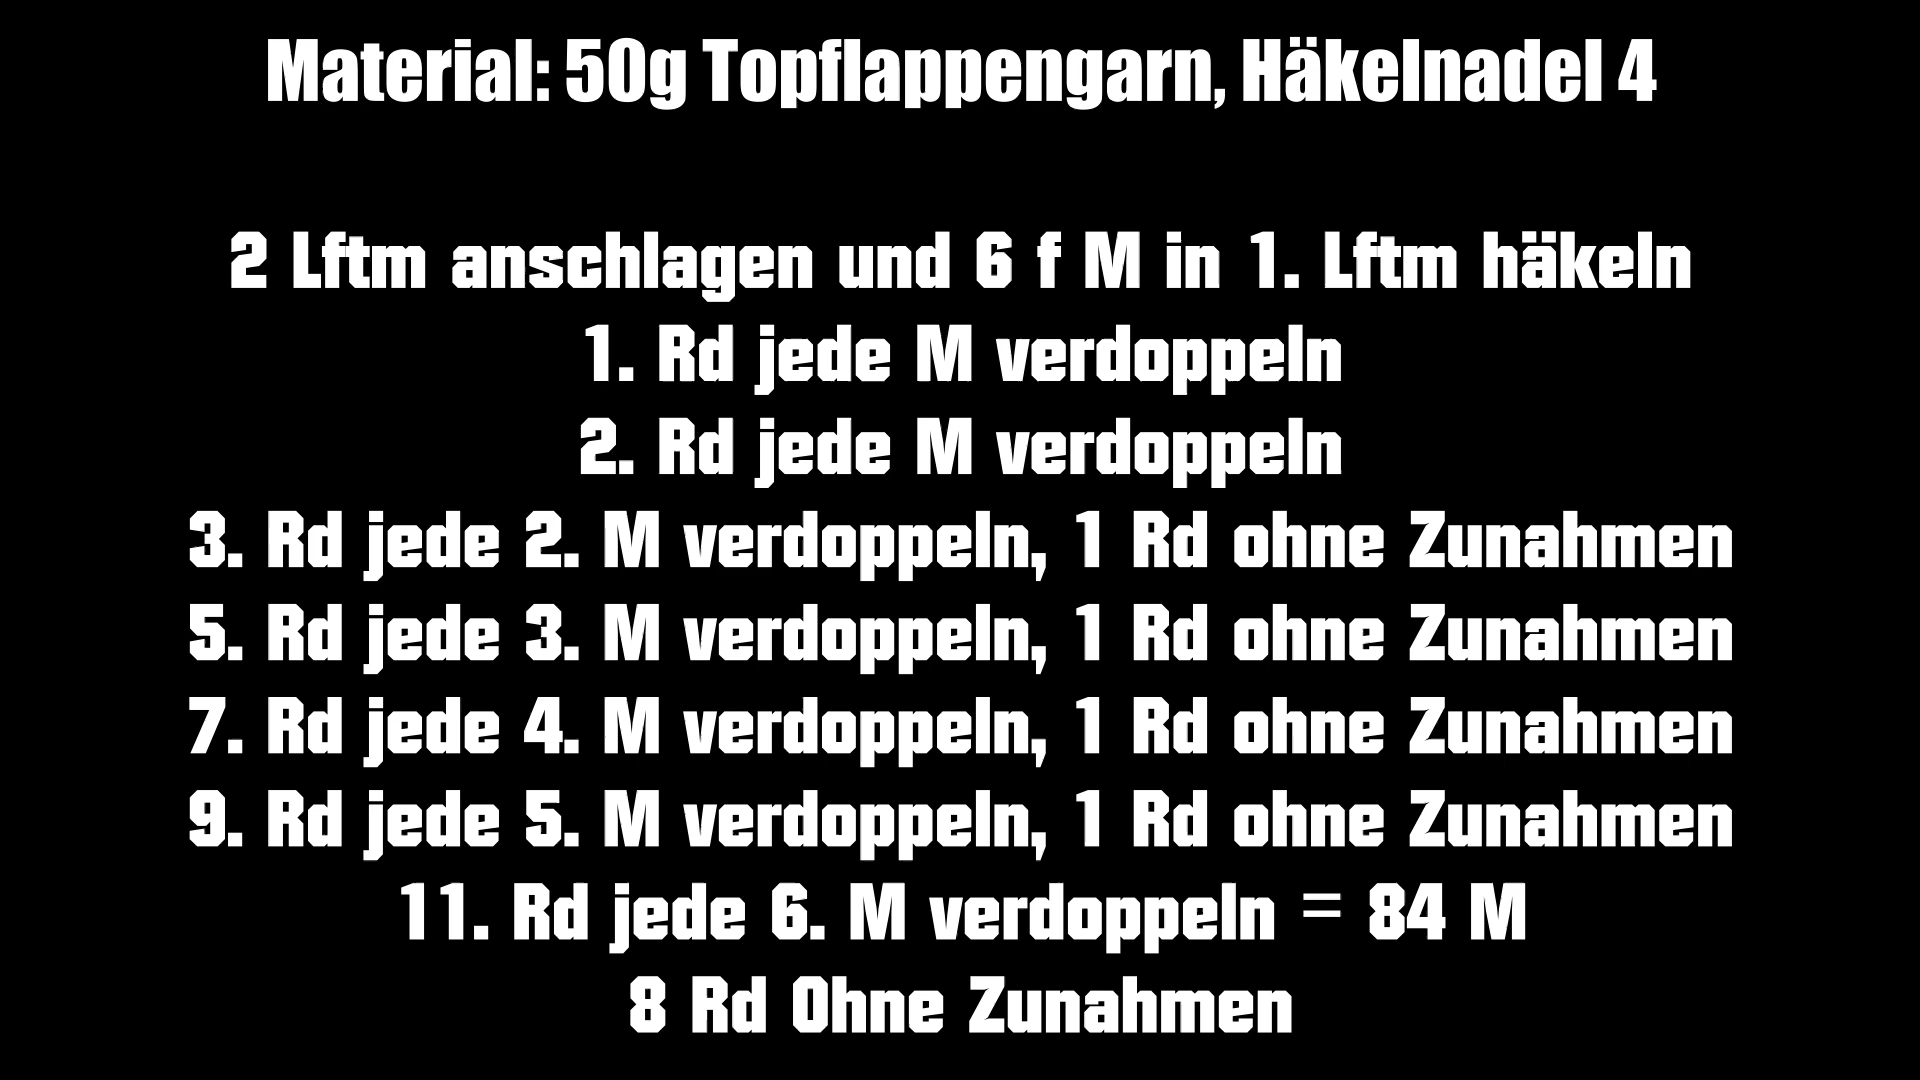 Material: 50g Topflappengarn, Häkelnadel 4
2 Lftm anschlagen und 6 f M in 1. Lftm häkeln
1. Rd jede M verdoppeln
2. Rd jede M verdoppeln
3. Rd jede 2. M verdoppeln, 1 Rd ohne Zunahmen
5. Rd jede 3. M verdoppeln, 1 Rd ohne Zunahmen
7. Rd jede 4. M verdoppeln, 1 Rd ohne Zunahmen
9. Rd jede 5. M verdoppeln, 1 Rd ohne Zunahmen
11. Rd jede 6. M verdoppeln = 84 M
8 Rd Ohne Zunahmen